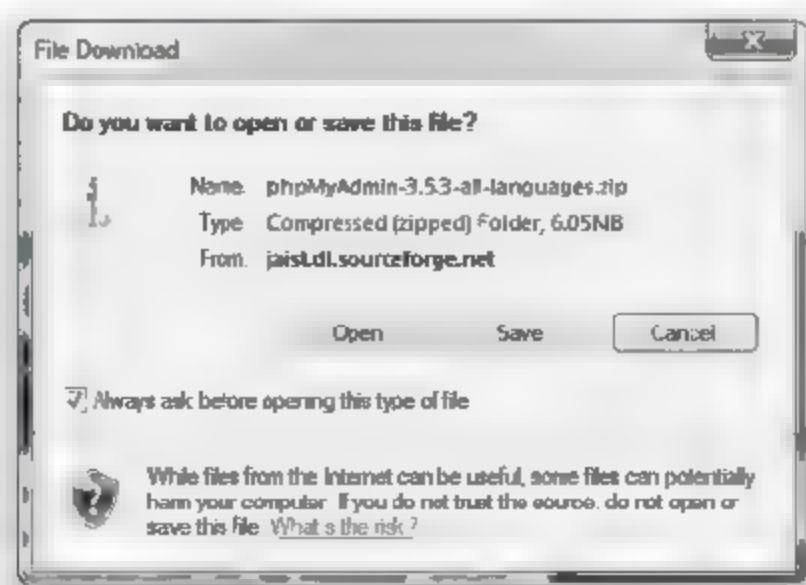 File Download
Do you want to open or save this file?
Name phpMyAdmin-3.5.3-all-languages.zip
Type Compressed (zipped) Folder, 6.05MB
From. jaist.dl.sourceforge.net
Open Save Cancel
Always ask before opening this type of file
While files from the Internet can be useful, some files can potentially
harm your computer. If you do not trust the source, do not open or
save this file What's the risk?